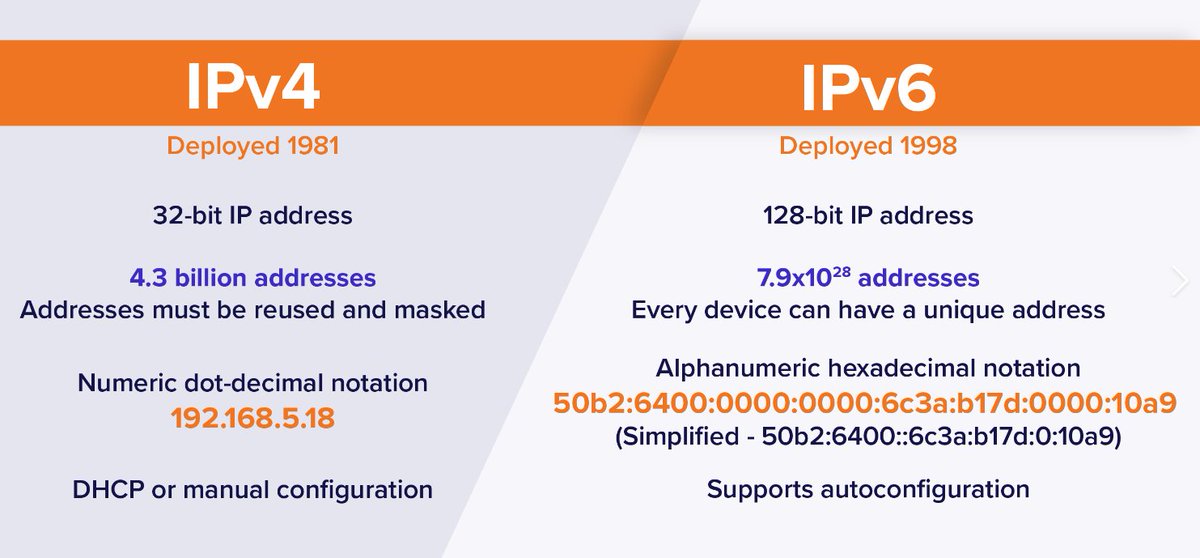 IPv4
Deployed 1981
32-bit IP address
4.3 billion addresses
Addresses must be reused and masked
Numeric dot-decimal notation
192.168.5.18
DHCP or manual configuration
IPv6
Deployed 1998
128-bit IP address
7.9x10²⁸ addresses
Every device can have a unique address
Alphanumeric hexadecimal notation
50b2:6400:0000:0000:6c3a:b17d:0000:10a9
(Simplified - 50b2:6400::6c3a:b17d:0:10a9)
Supports autoconfiguration